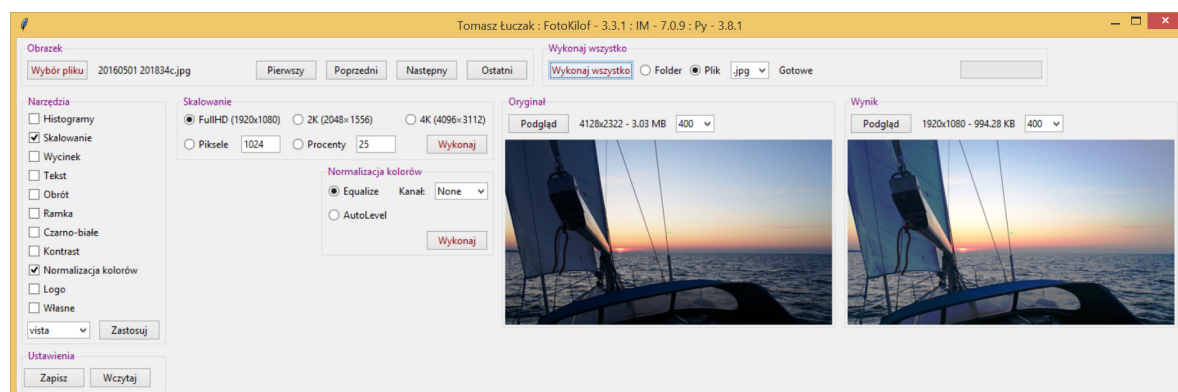 Tomasz Łuczak : FotoKilof - 3.3.1 : IM - 7.0.9 : Py - 3.8.1
Obrazek
Wybór pliku 20160501 201834c.jpg Pierwszy Poprzedni Następny Ostatni
Wykonaj wszystko
Wykonaj wszystko Folder Plik .jpg Gotowe
Narzędzia
Histogramy
Skalowanie
Wycinek
Tekst
Obrót
Ramka
Czarno-białe
Kontrast
Normalizacja kolorów
Logo
Własne
vista Zastosuj
Ustawienia
Zapisz Wczytaj
Skalowanie
FullHD (1920x1080) 2K (2048×1556) 4K (4096×3112)
Piksele 1024 Procenty 25 Wykonaj
Normalizacja kolorów
Equalize Kanał: None
AutoLevel
Wykonaj
Oryginał
Podgląd 4128x2322 - 3.03 MB 400
Wynik
Podgląd 1920x1080 - 994.28 KB 400